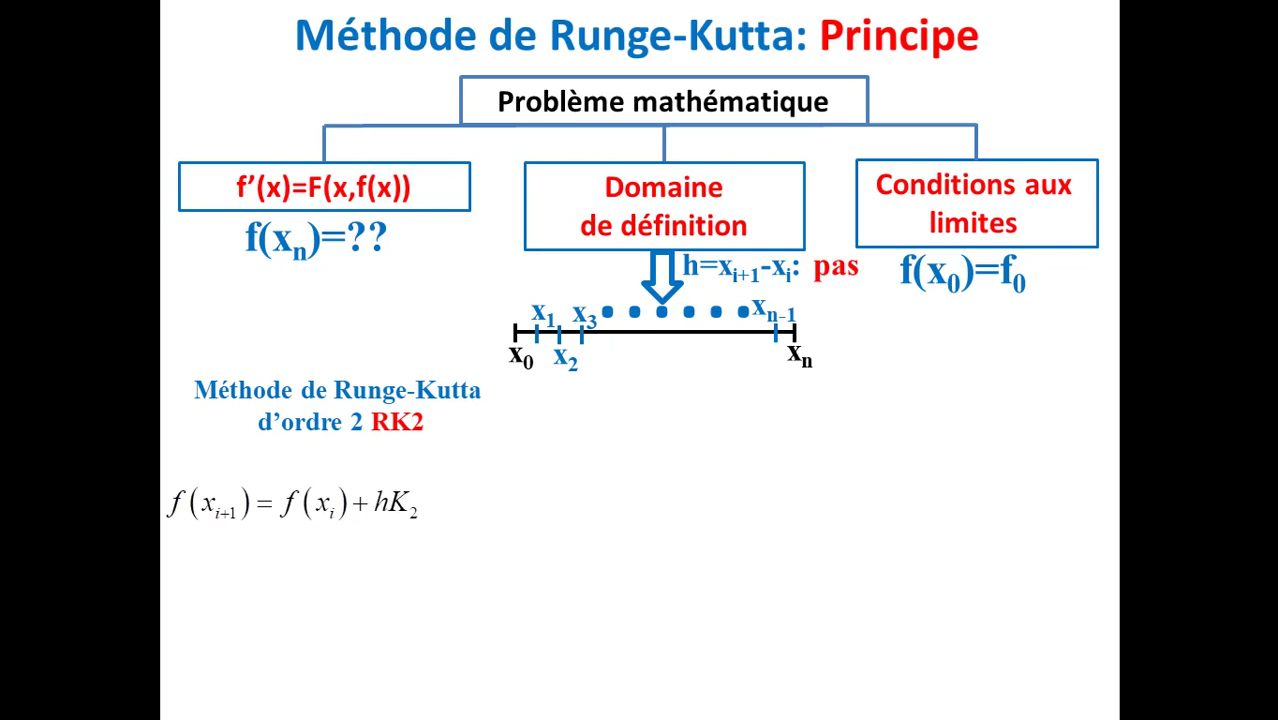 Méthode de Runge-Kutta: Principe
Problème mathématique
f’(x)=F(x,f(x))
f(xₙ)=??
Domaine
de définition
h=xᵢ₊₁-xᵢ: pas
Conditions aux
limites
f(x₀)=f₀
x₁ x₃ xₙ₋₁
x₀ x₂ xₙ
Méthode de Runge-Kutta
d’ordre 2 RK2
f(xᵢ₊₁) = f(xᵢ) + hK₂